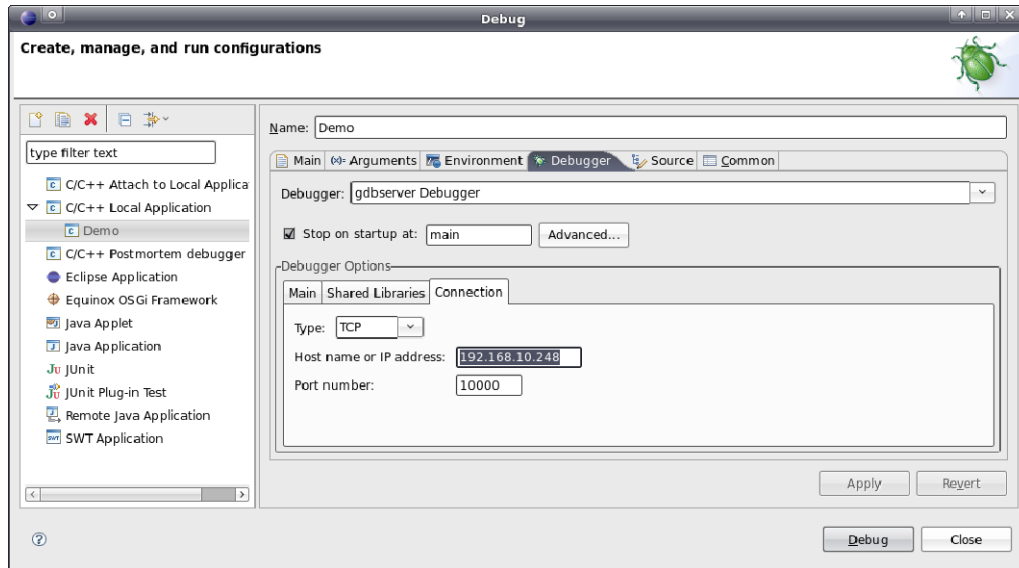 Debug
Create, manage, and run configurations
type filter text
C/C++ Attach to Local Applica
C/C++ Local Application
Demo
C/C++ Postmortem debugger
Eclipse Application
Equinox OSGi Framework
Java Applet
Java Application
JUnit
JUnit Plug-in Test
Remote Java Application
SWT Application
Name: Demo
Main (x)= Arguments Environment Debugger Source Common
Debugger: gdbserver Debugger
Stop on startup at: main Advanced...
Debugger Options
Main Shared Libraries Connection
Type: TCP
Host name or IP address: 192.168.10.248
Port number: 10000
Apply Revert
Debug Close